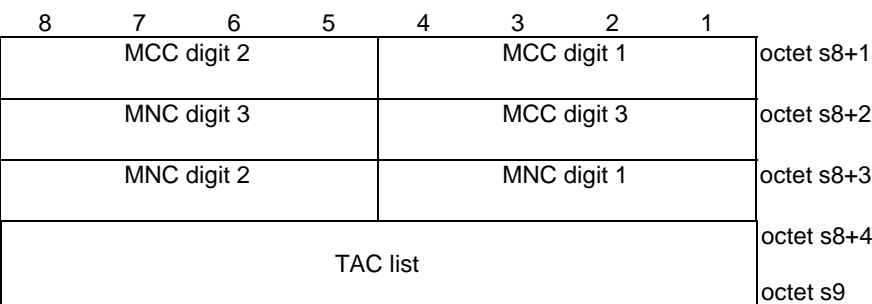 8 7 6 5 4 3 2 1
MCC digit 2 MCC digit 1 octet s8+1
MNC digit 3 MCC digit 3 octet s8+2
MNC digit 2 MNC digit 1 octet s8+3
octet s8+4
TAC list
octet s9